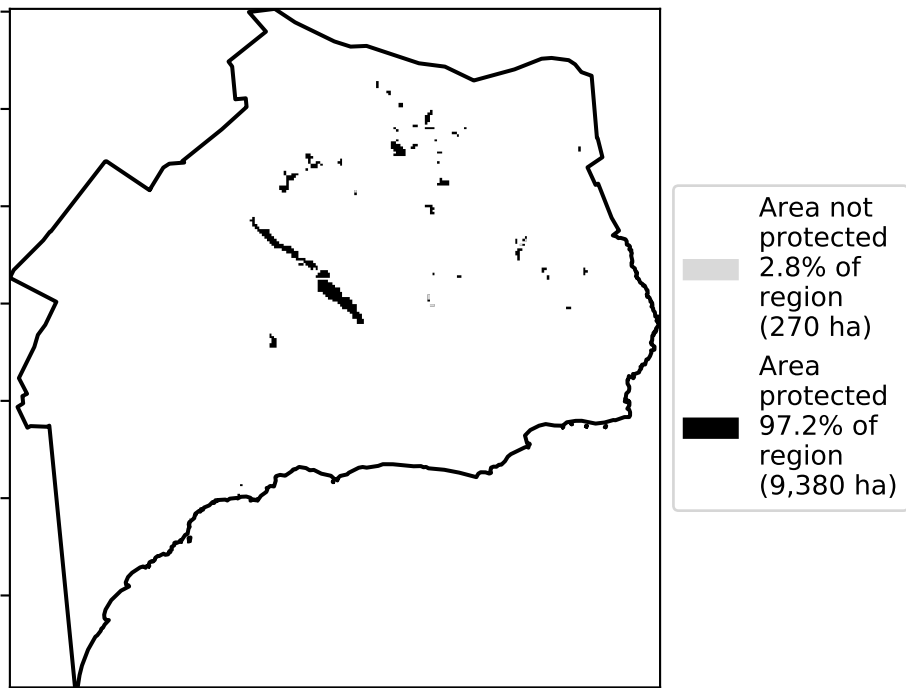 Area not
protected
2.8% of
region
(270 ha)
Area
protected
97.2% of
region
(9,380 ha)